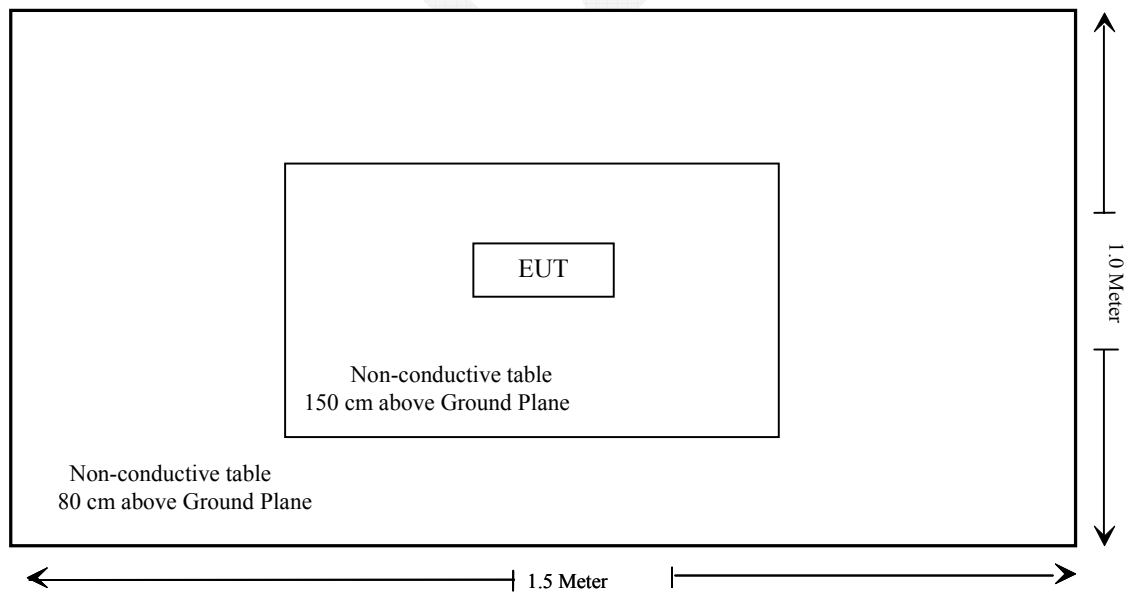 EUT
Non-conductive table
150 cm above Ground Plane
Non-conductive table
80 cm above Ground Plane
1.0 Meter
1.5 Meter